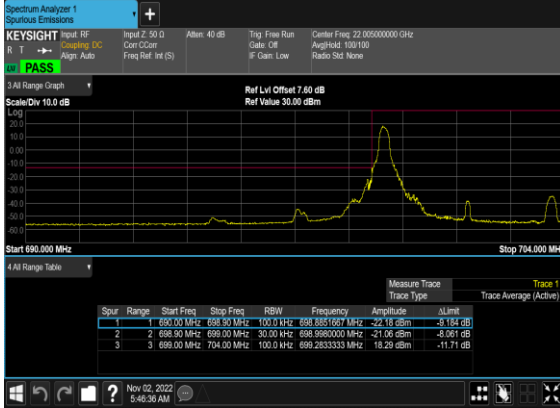 Spectrum Analyzer 1
Spurious Emissions
+
KEYSIGHT Input: RF Input Z: 50 Ω Atten: 40 dB Trig: Free Run Center Freq: 22.005000000 GHz
R T Coupling: DC Corr CCorr Gate: Off Avg|Hold: 100/100
Align: Auto Freq Ref: Int (S) IF Gain: Low Radio Std: None
LXI PASS
3 All Range Graph
Ref Lvl Offset 7.60 dB
Scale/Div 10.0 dB Ref Value 30.00 dBm
Log
20.0
10.0
0.00
-10.0
-20.0
-30.0
-40.0
-50.0
-60.0
Start 690.000 MHz Stop 704.000 MH
4 All Range Table
Measure Trace Trace 1
Trace Type Trace Average (Active)
Spur Range Start Freq Stop Freq RBW Frequency Amplitude ΔLimit
1 1 690.00 MHz 698.90 MHz 100.0 kHz 698.8851667 MHz -22.18 dBm -9.184 dB
2 2 698.90 MHz 699.00 MHz 30.00 kHz 698.9980000 MHz -21.06 dBm -8.061 dB
3 3 699.00 MHz 704.00 MHz 100.0 kHz 699.2833333 MHz 18.29 dBm -11.71 dB
? Nov 02, 2022
5:46:36 AM